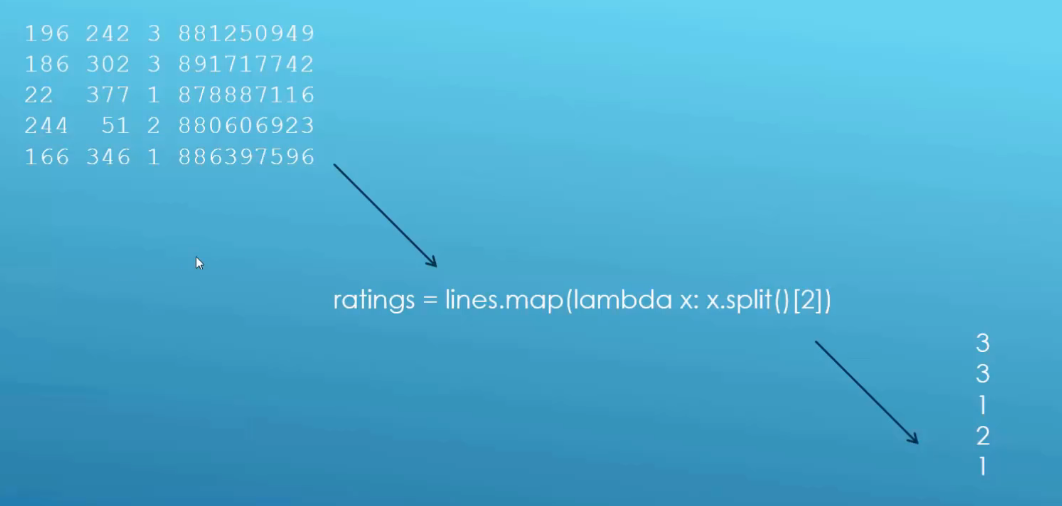 196 242 3 881250949
186 302 3 891717742
22 377 1 878887116
244 51 2 880606923
166 346 1 886397596
ratings = lines.map(lambda x: x.split()[2])
3
3
1
2
1